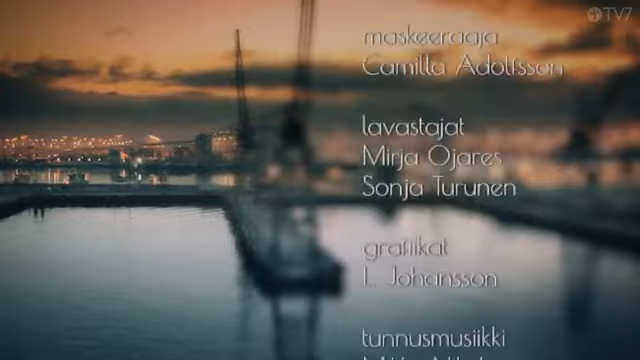 TV7
maskeeraaja
Camilla Adolfsson
lavastajat
Mirja Ojares
Sonja Turunen
grafiikat
L. Johansson
tunnusmusiikki